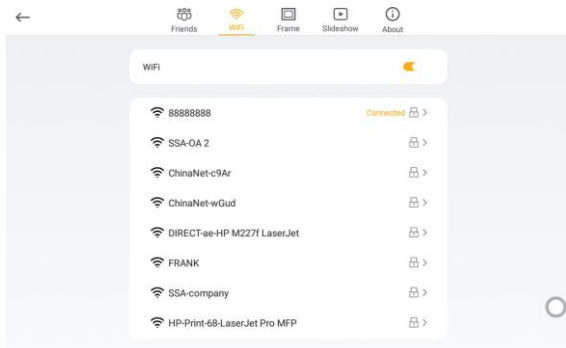 Friends WiFi Frame Slideshow About
WiFi
88888888 Connected
SSA-OA 2
ChinaNet-c9Ar
ChinaNet-wGud
DIRECT-ae-HP M227f LaserJet
FRANK
SSA-company
HP-Print-68-LaserJet Pro MFP